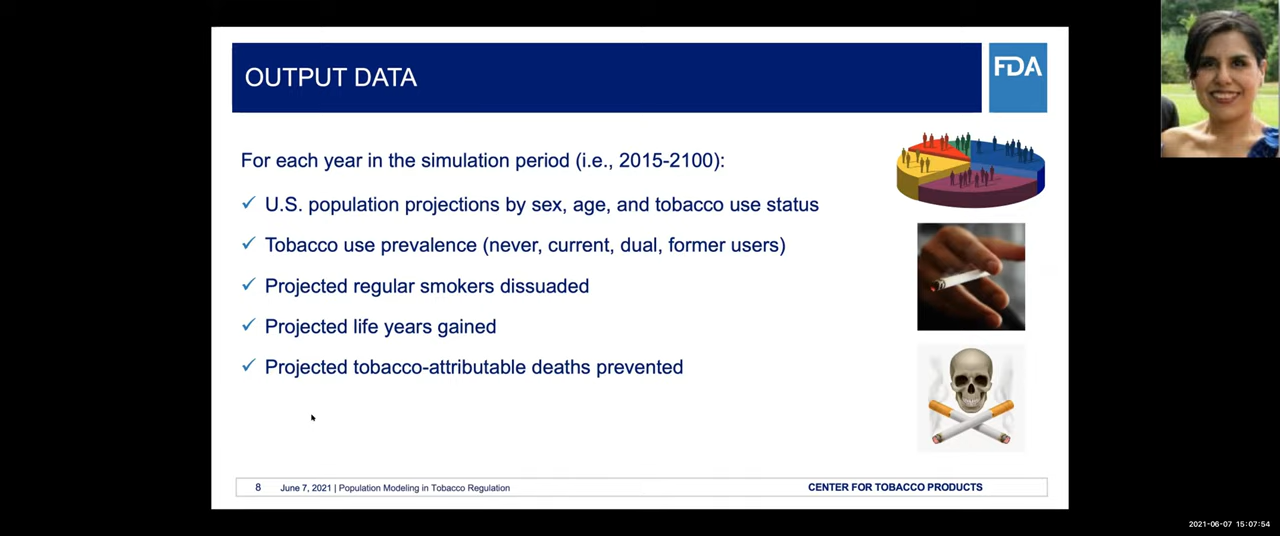 OUTPUT DATA
FDA
For each year in the simulation period (i.e., 2015-2100):
✓ U.S. population projections by sex, age, and tobacco use status
✓ Tobacco use prevalence (never, current, dual, former users)
✓ Projected regular smokers dissuaded
✓ Projected life years gained
✓ Projected tobacco-attributable deaths prevented
8 June 7, 2021 | Population Modeling in Tobacco Regulation CENTER FOR TOBACCO PRODUCTS
2021-06-07 15:07:54